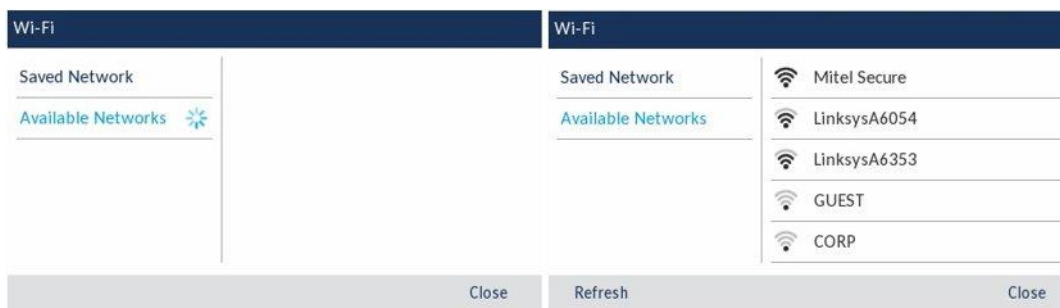 Wi-Fi
Saved Network
Available Networks
Close
Wi-Fi
Saved Network
Available Networks
Mitel Secure
LinksysA6054
LinksysA6353
GUEST
CORP
Refresh
Close